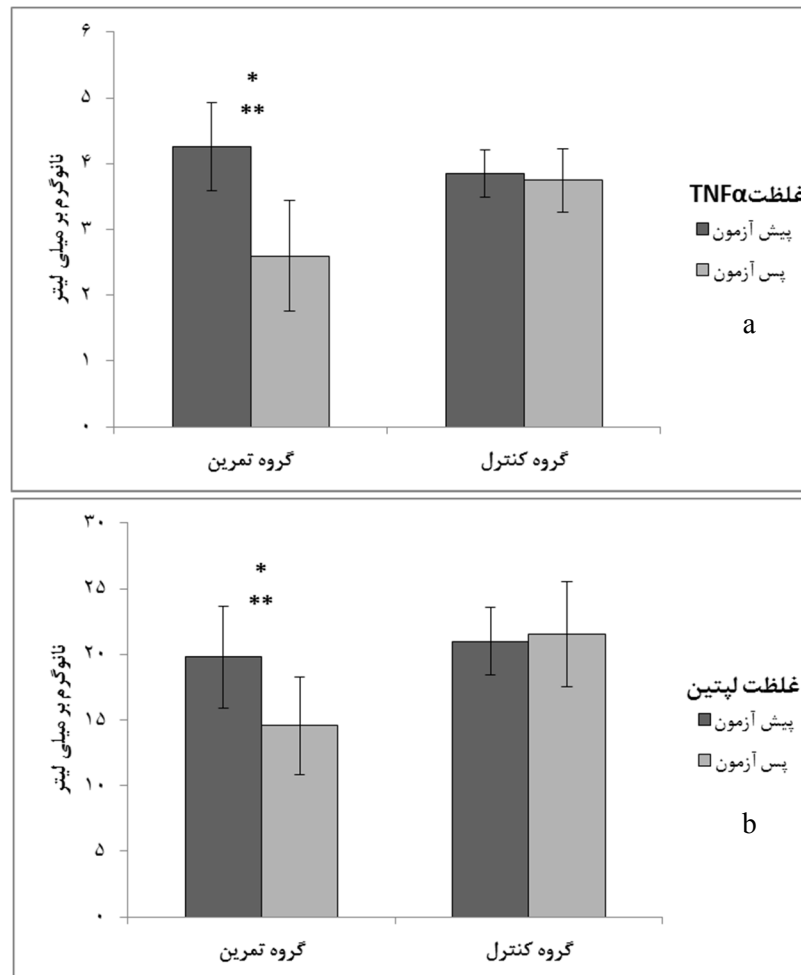 ۶
۵
۴
۳
۲
۱
۰
نانوگرم بر میلی لیتر
*
**
گروه تمرین
گروه کنترل
غلظتTNFα
پیش آزمون
پس آزمون
a
۳۰
۲۵
۲۰
۱۵
۱۰
۵
۰
نانوگرم بر میلی لیتر
*
**
گروه تمرین
گروه کنترل
غلظت لپتین
پیش آزمون
پس آزمون
b